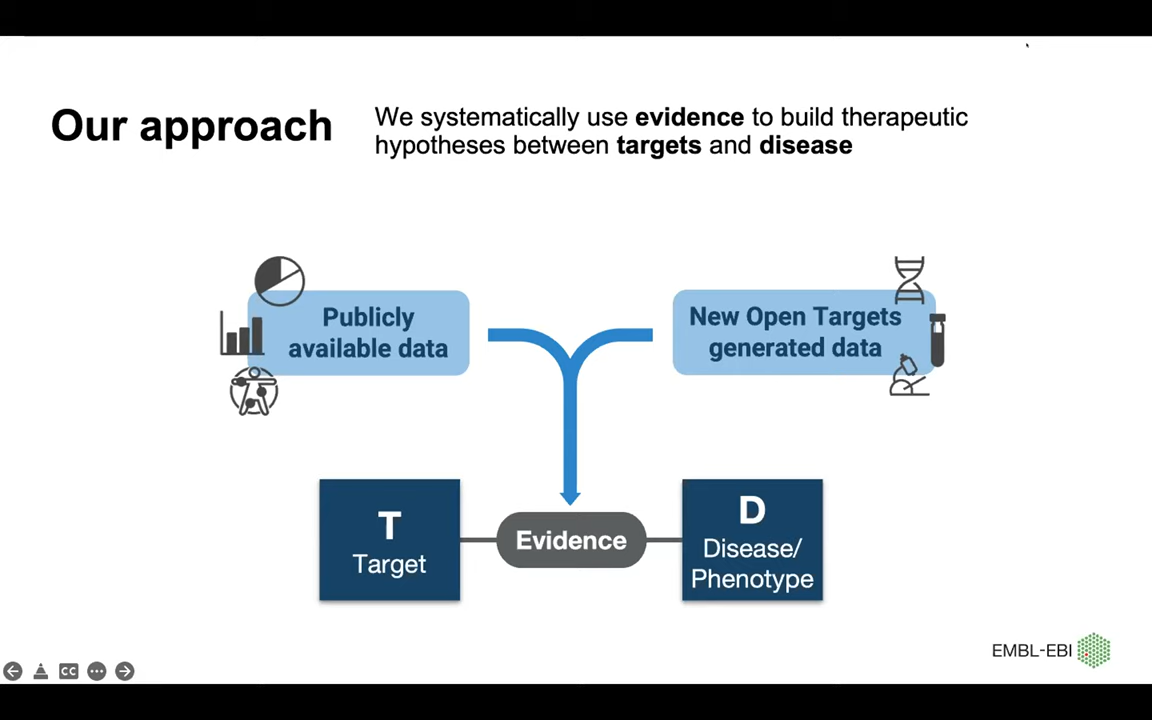 Our approach
We systematically use evidence to build therapeutic
hypotheses between targets and disease
Publicly
available data
New Open Targets
generated data
T
Target
Evidence
D
Disease/
Phenotype
EMBL-EBI
CC